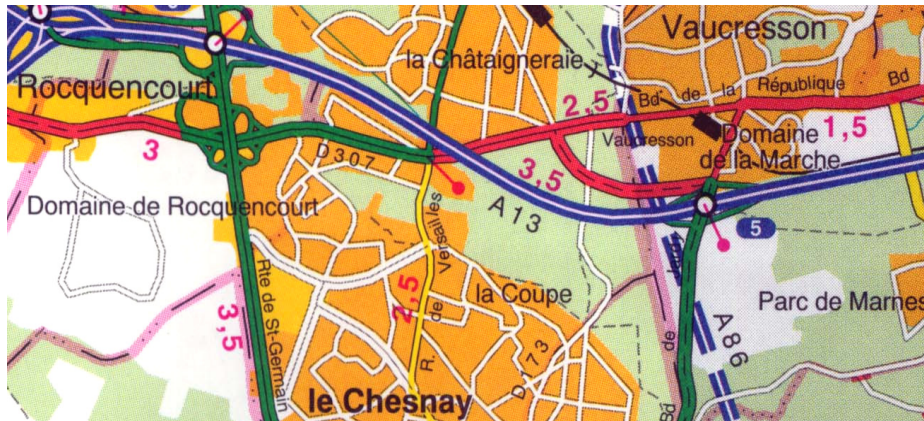 Vaucresson
la Châtaigneraie
Rocquencourt
2,5
Bd de la République Bd
Vaucresson
Domaine
de la Marche
1,5
3
D 307
3,5
A 13
Domaine de Rocquencourt
5
R. de Versailles
2,5
la Coupe
Parc de Marnes
Rte de St-Germain
3,5
D 173
A 86
Bd de
le Chesnay